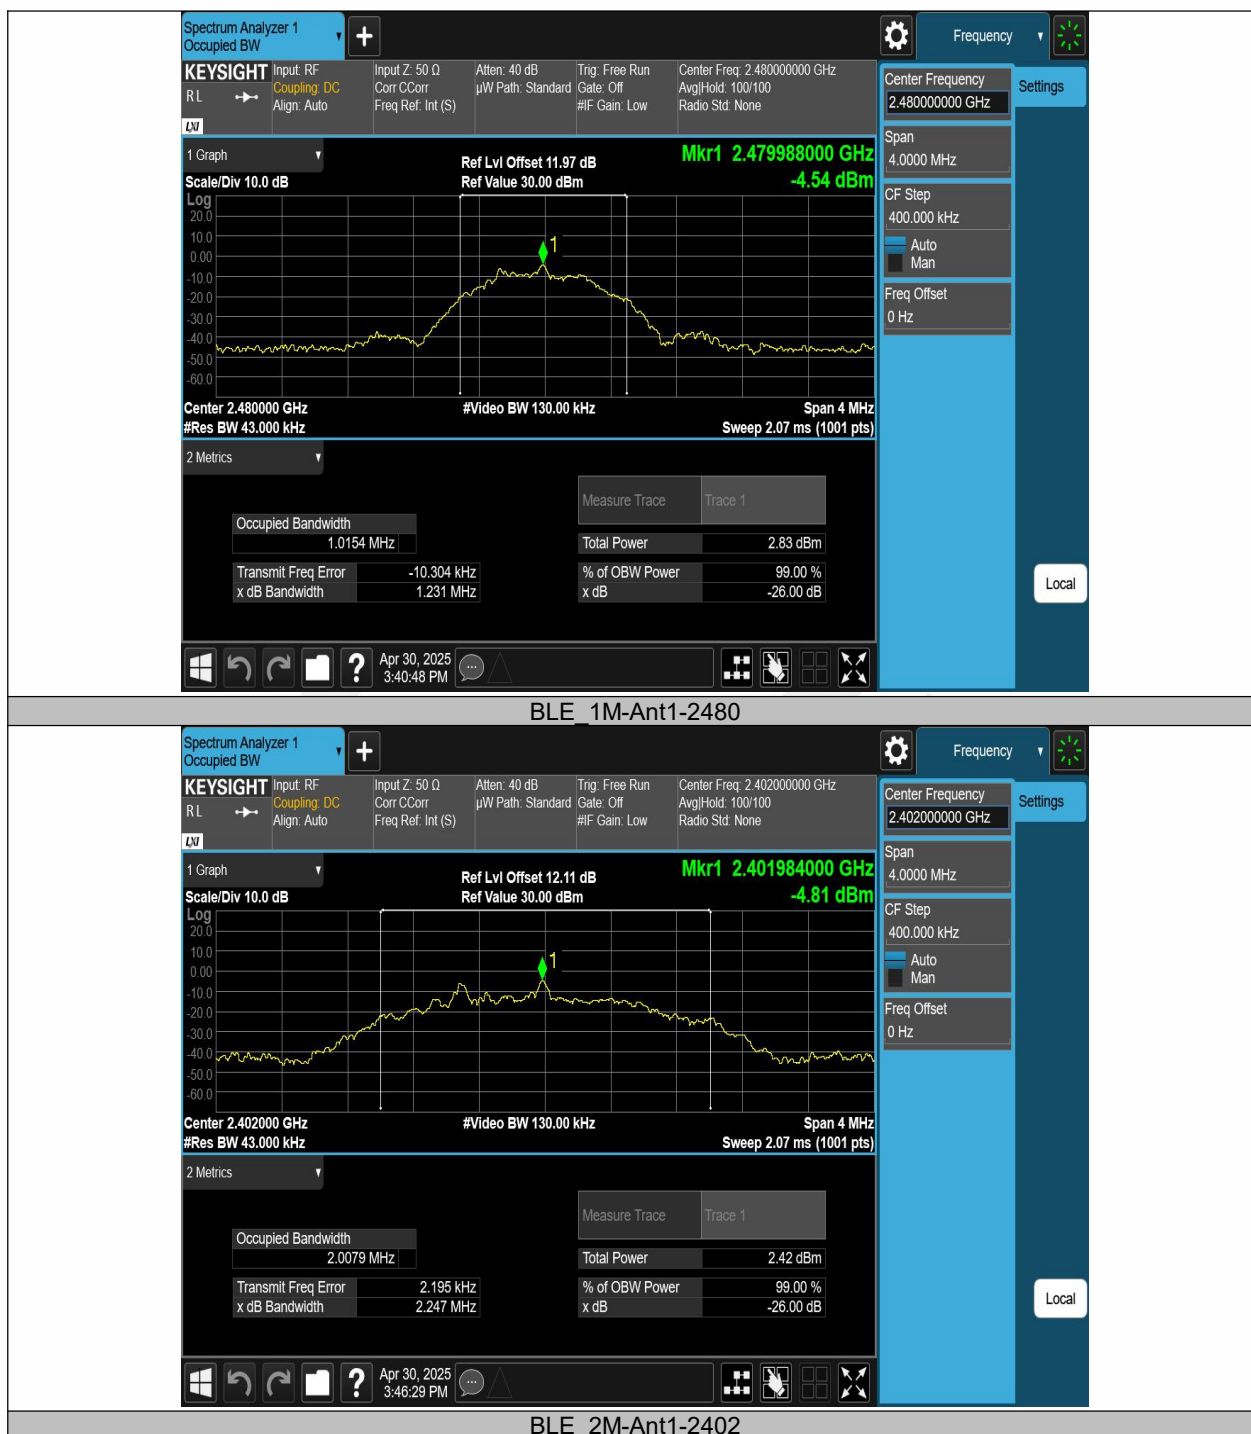 Spectrum Analyzer 1
Occupied BW
Frequency
KEYSIGHT
RL
LXI
Input: RF
Coupling: DC
Align: Auto
Input Z: 50 Ω
Corr CCorr
Freq Ref: Int (S)
Atten: 40 dB
µW Path: Standard
Trig: Free Run
Gate: Off
#IF Gain: Low
Center Freq: 2.480000000 GHz
Avg|Hold: 100/100
Radio Std: None
Center Frequency
2.480000000 GHz
Settings
Span
4.0000 MHz
CF Step
400.000 kHz
Auto
Man
Freq Offset
0 Hz
Local
1 Graph
Scale/Div 10.0 dB
Ref Lvl Offset 11.97 dB
Ref Value 30.00 dBm
Mkr1 2.479988000 GHz
-4.54 dBm
Log
20.0
10.0
0.00
-10.0
-20.0
-30.0
-40.0
-50.0
-60.0
1
Center 2.480000 GHz
#Video BW 130.00 kHz
Span 4 MHz
#Res BW 43.000 kHz
Sweep 2.07 ms (1001 pts)
2 Metrics
Measure Trace Trace 1
Occupied Bandwidth
1.0154 MHz
Total Power 2.83 dBm
Transmit Freq Error -10.304 kHz
% of OBW Power 99.00 %
x dB Bandwidth 1.231 MHz
x dB -26.00 dB
?
Apr 30, 2025
3:40:48 PM
BLE_1M-Ant1-2480
Spectrum Analyzer 1
Occupied BW
Frequency
KEYSIGHT
RL
LXI
Input: RF
Coupling: DC
Align: Auto
Input Z: 50 Ω
Corr CCorr
Freq Ref: Int (S)
Atten: 40 dB
µW Path: Standard
Trig: Free Run
Gate: Off
#IF Gain: Low
Center Freq: 2.402000000 GHz
Avg|Hold: 100/100
Radio Std: None
Center Frequency
2.402000000 GHz
Settings
Span
4.0000 MHz
CF Step
400.000 kHz
Auto
Man
Freq Offset
0 Hz
Local
1 Graph
Scale/Div 10.0 dB
Ref Lvl Offset 12.11 dB
Ref Value 30.00 dBm
Mkr1 2.401984000 GHz
-4.81 dBm
Log
20.0
10.0
0.00
-10.0
-20.0
-30.0
-40.0
-50.0
-60.0
1
Center 2.402000 GHz
#Video BW 130.00 kHz
Span 4 MHz
#Res BW 43.000 kHz
Sweep 2.07 ms (1001 pts)
2 Metrics
Measure Trace Trace 1
Occupied Bandwidth
2.0079 MHz
Total Power 2.42 dBm
Transmit Freq Error 2.195 kHz
% of OBW Power 99.00 %
x dB Bandwidth 2.247 MHz
x dB -26.00 dB
?
Apr 30, 2025
3:46:29 PM
BLE_2M-Ant1-2402